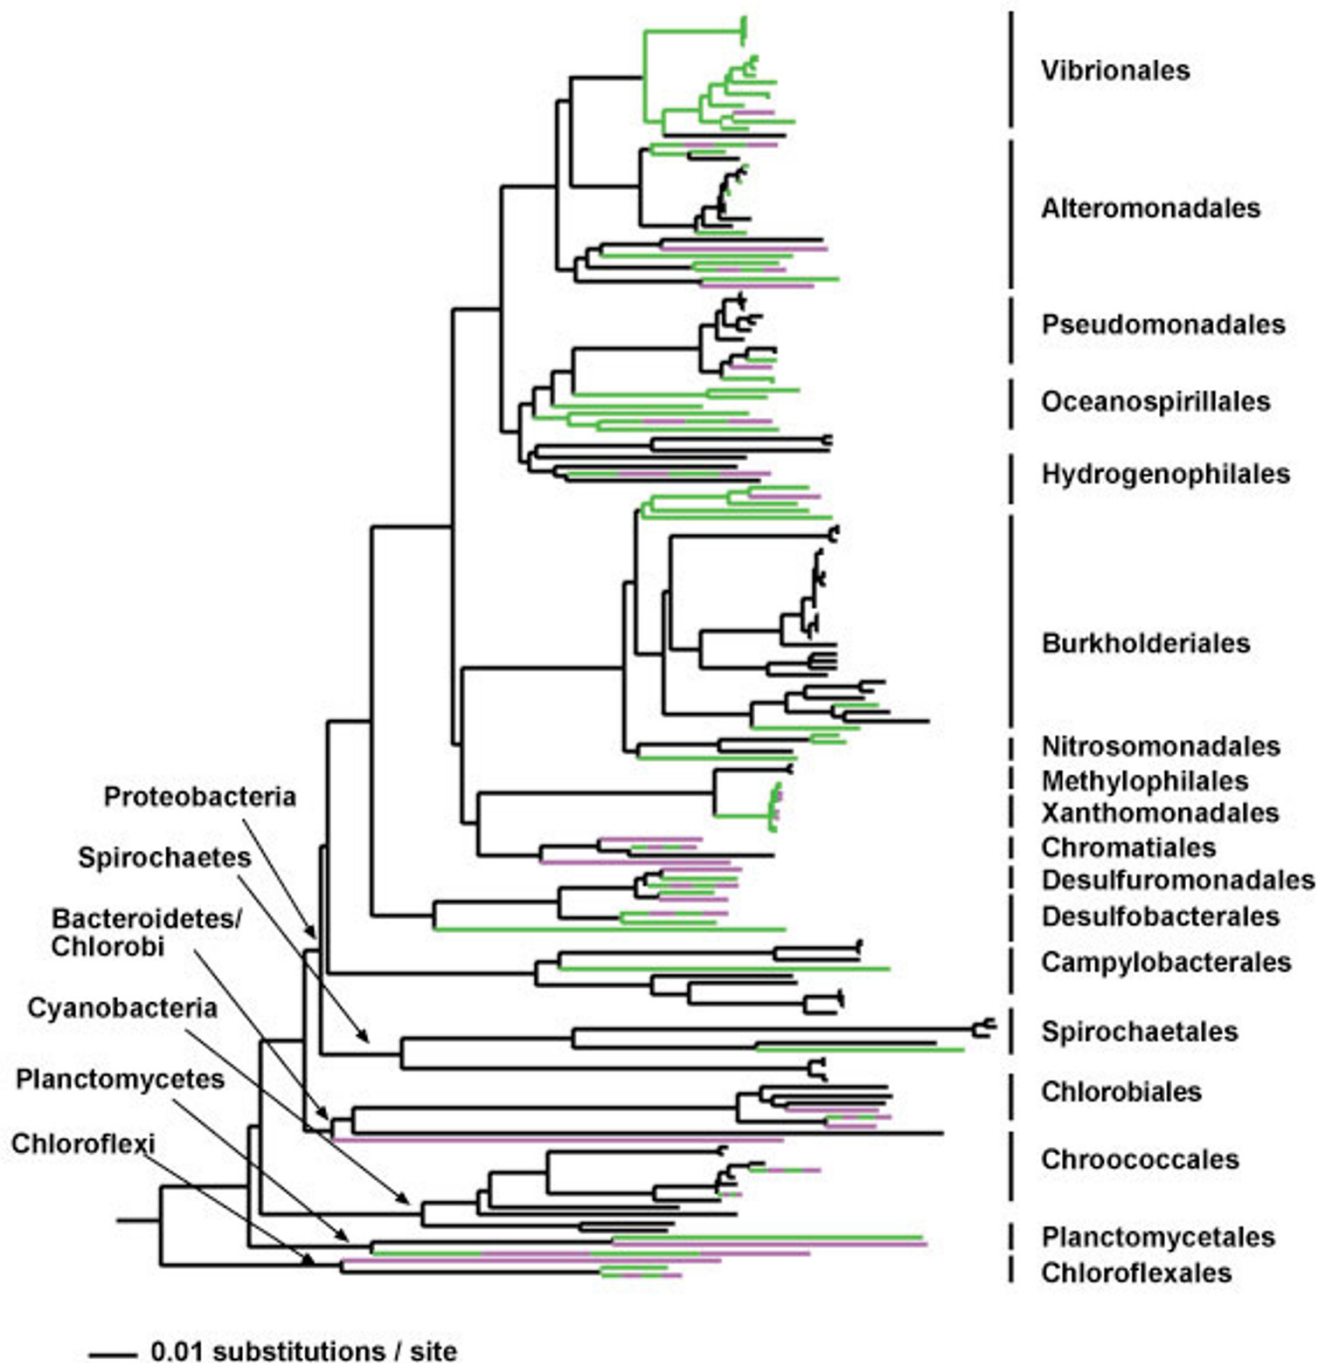 Vibrionales
Alteromonadales
Pseudomonadales
Oceanospirillales
Hydrogenophilales
Burkholderiales
Nitrosomonadales
Methylophilales
Xanthomonadales
Chromatiales
Desulfuromonadales
Desulfobacterales
Campylobacterales
Spirochaetales
Chlorobiales
Chroococcales
Planctomycetales
Chloroflexales
Proteobacteria
Spirochaetes
Bacteroidetes/
Chlorobi
Cyanobacteria
Planctomycetes
Chloroflexi
0.01 substitutions / site